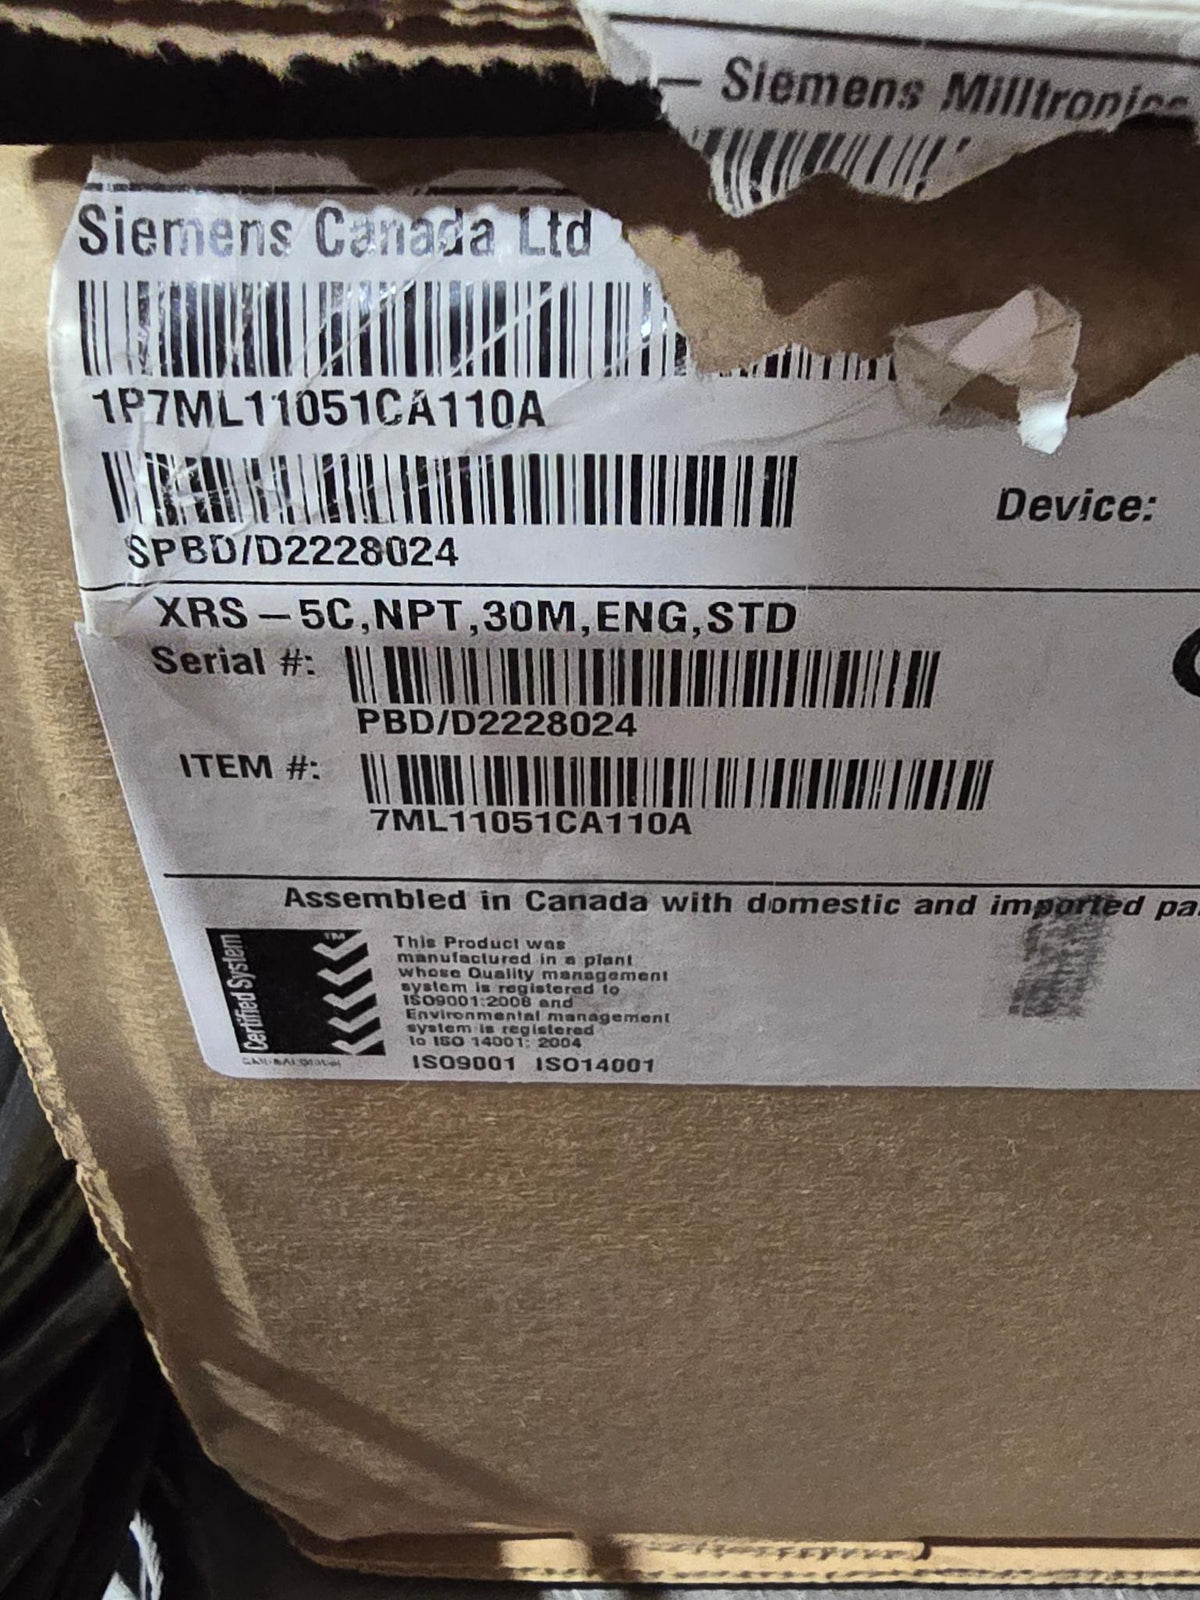 — Siemens Milltronics
Siemens Canada Ltd
1P7ML11051CA110A
SPBD/D2228024
Device:
XRS – 5C,NPT,30M,ENG,STD
Serial #:
PBD/D2228024
ITEM #:
7ML11051CA110A
Assembled in Canada with domestic and imported pa
Certified System
TM
This Product was
manufactured in a plant
whose Quality management
system is registered to
ISO9001:2008 and
Environmental management
system is registered
to ISO 14001: 2004
ISO9001 ISO14001